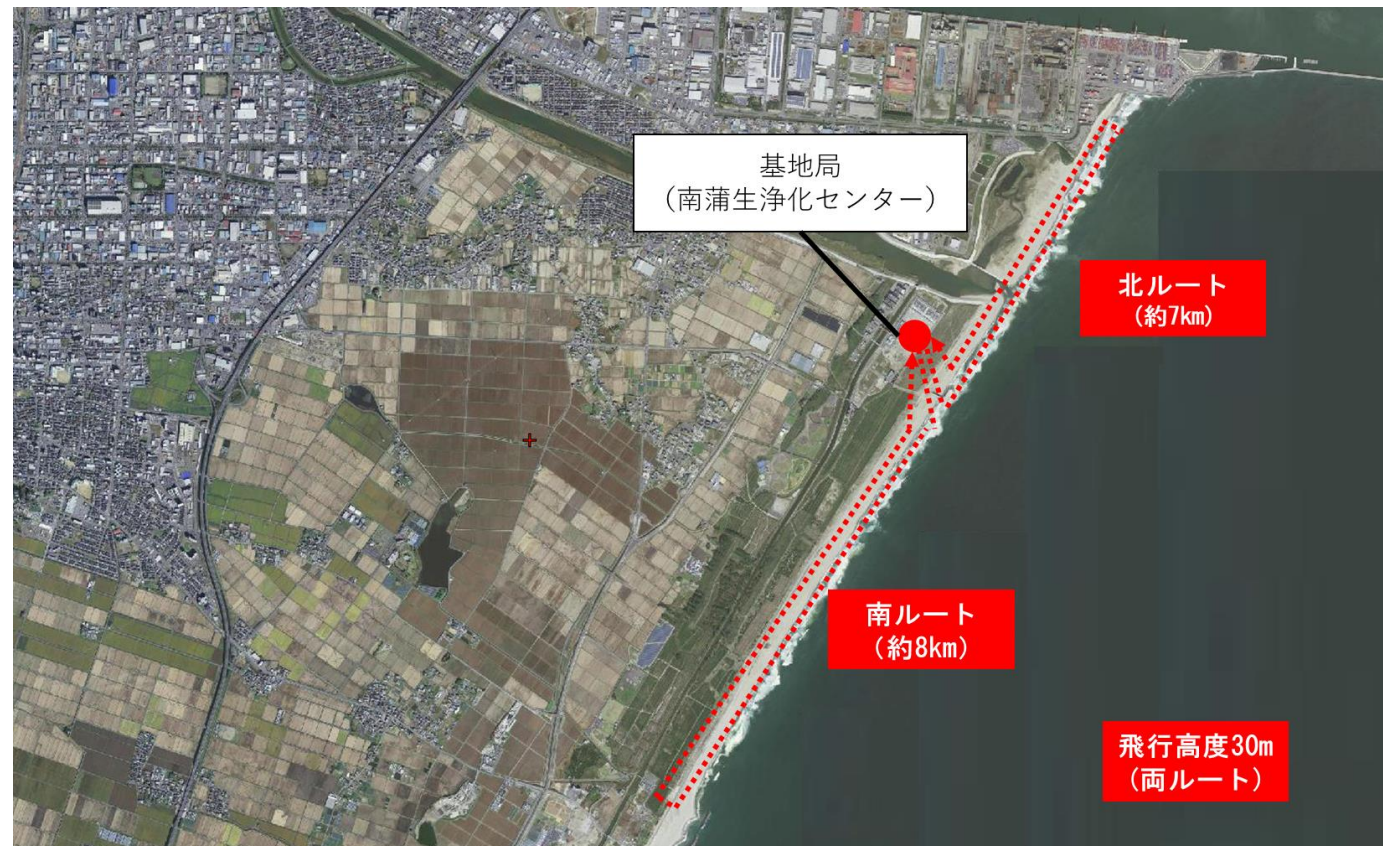 基地局
（南蒲生浄化センター）
北ルート
(約7km)
南ルート
（約8km）
飛行高度30m
（両ルート）